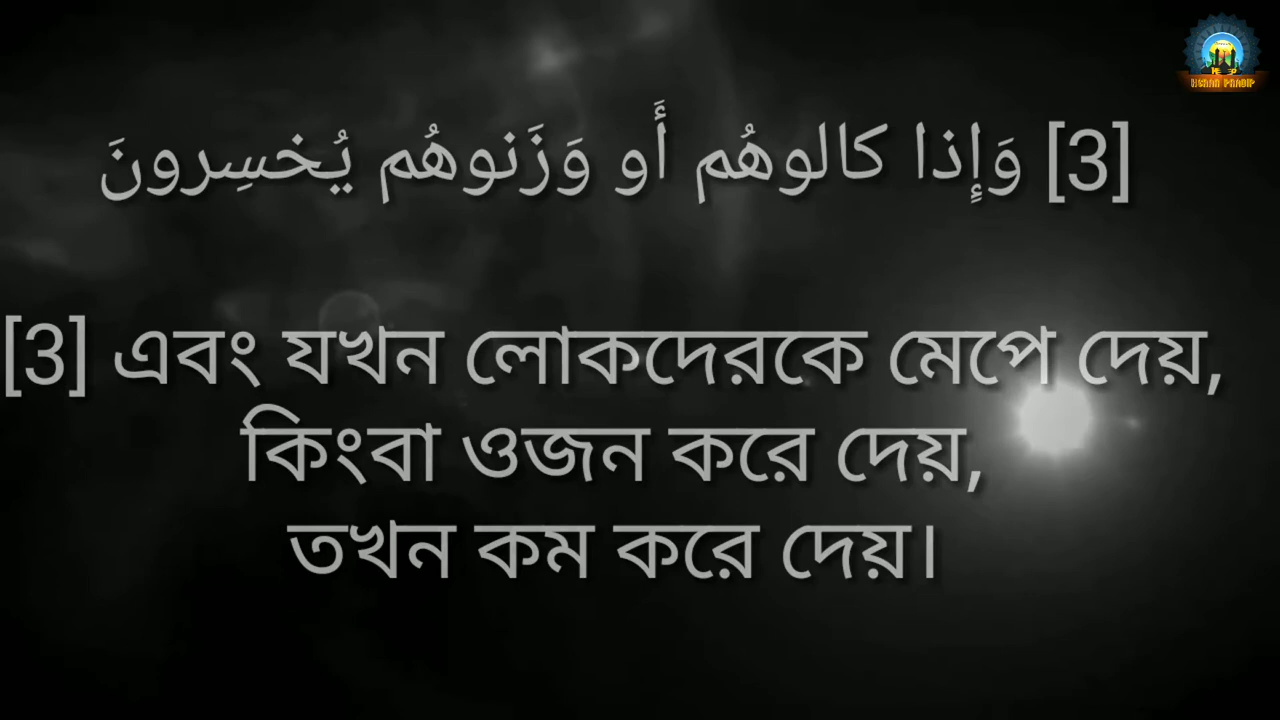 [3] وَإِذا كالوهُم أَو وَزَنوهُم يُخسِرونَ
[3] এবং যখন লোকদেরকে মেপে দেয়,
কিংবা ওজন করে দেয়,
তখন কম করে দেয়।